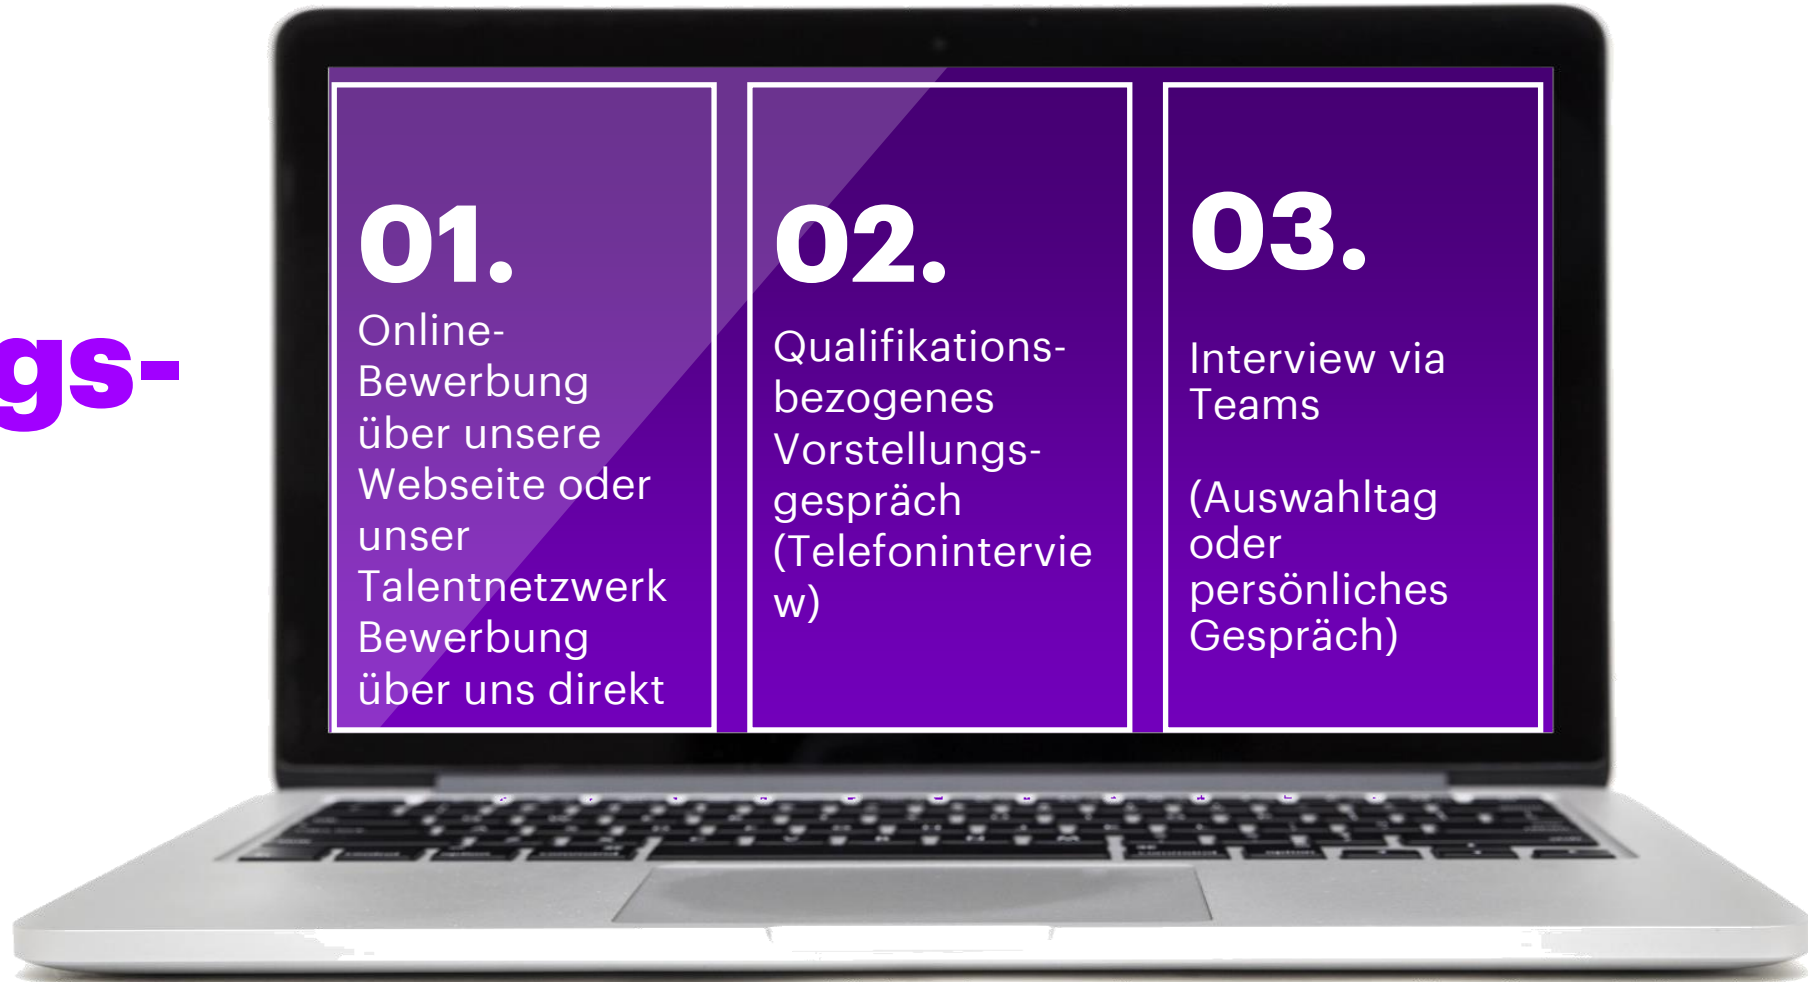 gs-
01.
Online-
Bewerbung
über unsere
Webseite oder
unser
Talentnetzwerk
Bewerbung
über uns direkt
02.
Qualifikations-
bezogenes
Vorstellungs-
gespräch
(Telefonintervie
w)
03.
Interview via
Teams
(Auswahltag
oder
persönliches
Gespräch)